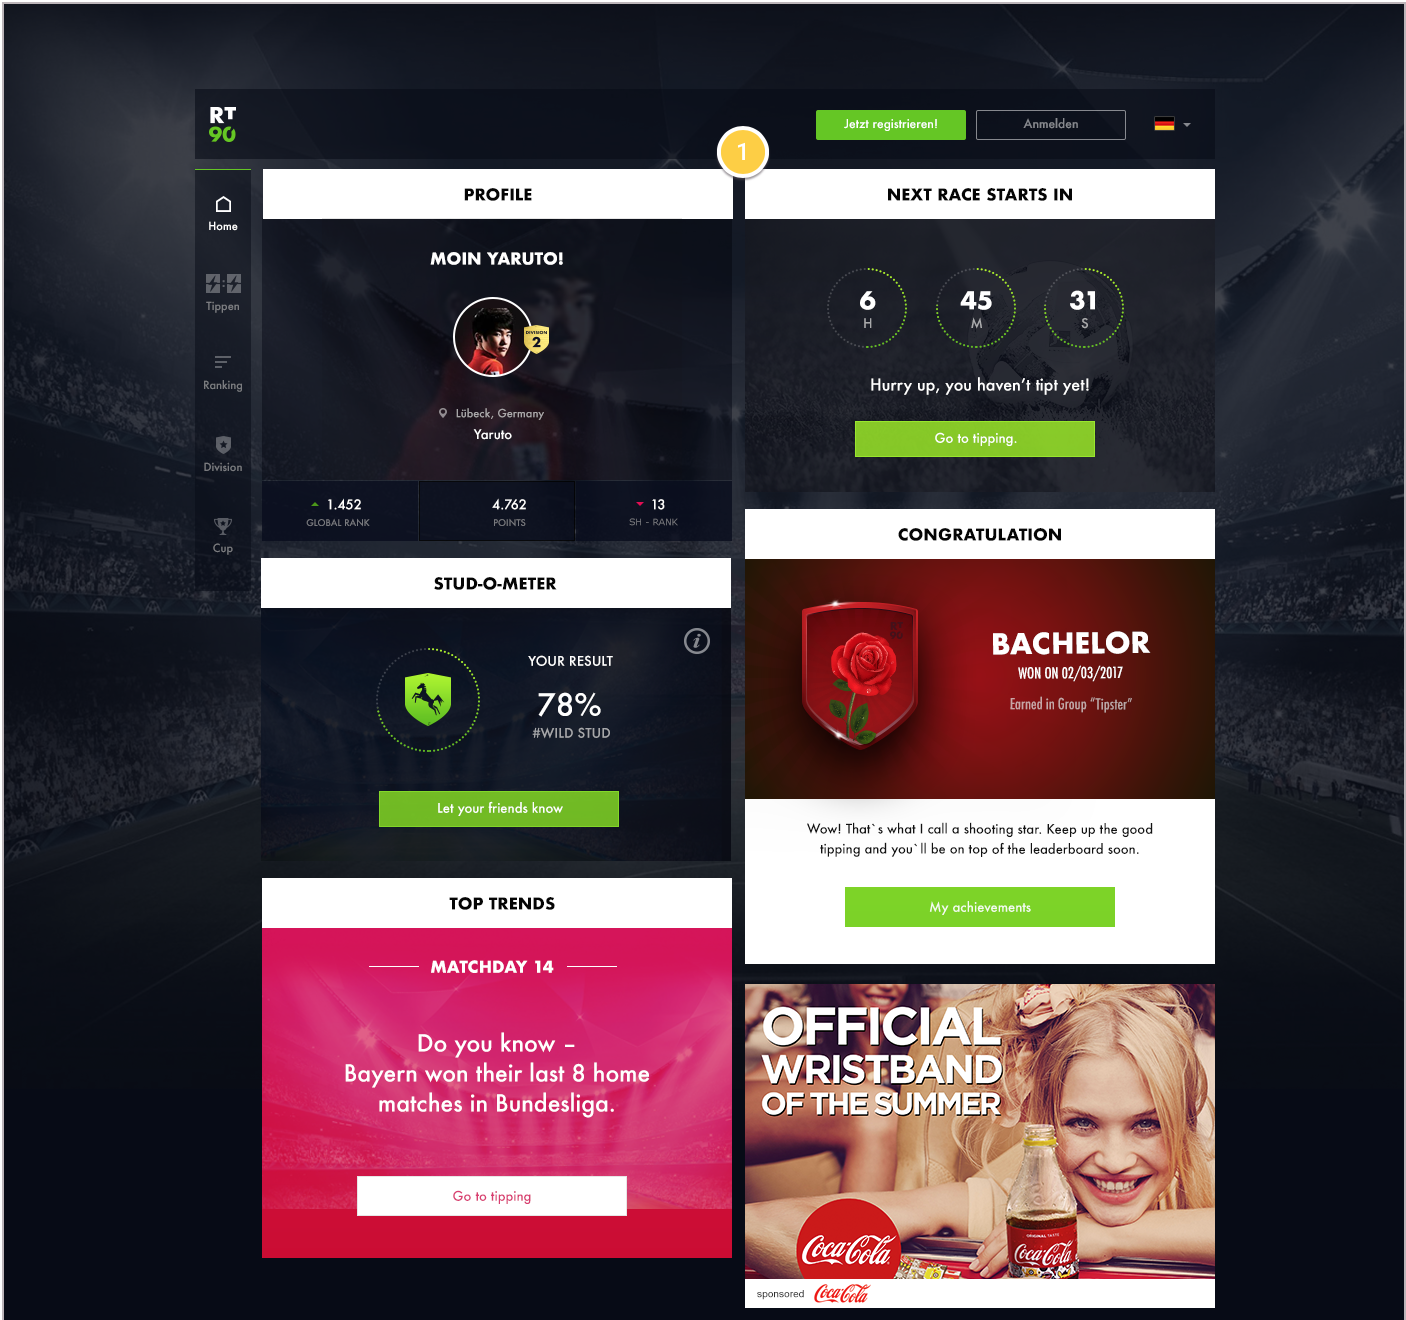 RT
90
Jetzt registrieren!
Anmelden
1
Home
Tippen
Ranking
Division
Cup
PROFILE
MOIN YARUTO!
DIVISION
2
Lübeck, Germany
Yaruto
1.452
GLOBAL RANK
4.762
POINTS
13
SH - RANK
NEXT RACE STARTS IN
6
H
45
M
31
S
Hurry up, you haven't tipt yet!
Go to tipping.
STUD-O-METER
i
YOUR RESULT
78%
#WILD STUD
Let your friends know
CONGRATULATION
RT
90
BACHELOR
WON ON 02/03/2017
Earned in Group "Tipster"
Wow! That`s what I call a shooting star. Keep up the good
tipping and you`ll be on top of the leaderboard soon.
My achievements
TOP TRENDS
MATCHDAY 14
Do you know –
Bayern won their last 8 home
matches in Bundesliga.
Go to tipping
OFFICIAL
WRISTBAND
OF THE SUMMER
Coca-Cola
ORIGINAL TASTE
Coca-Cola
sponsored Coca-Cola